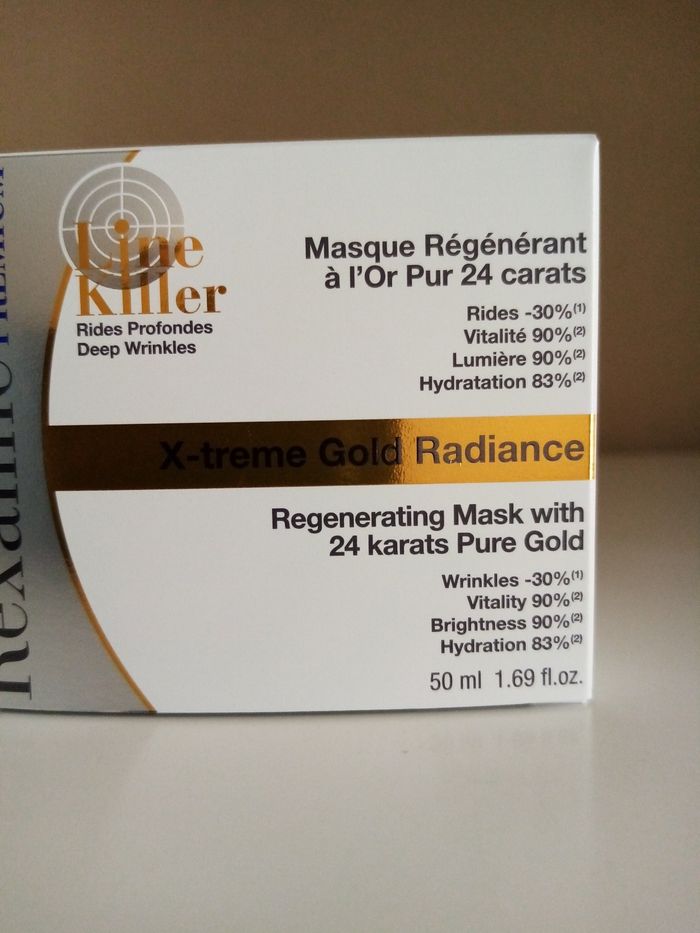 Line
Killer
Rides Profondes
Deep Wrinkles
Masque Régénérant
à l'Or Pur 24 carats
Rides -30%(1)
Vitalité 90%(2)
Lumière 90%(2)
Hydratation 83%(2)
X-treme Gold Radiance
Regenerating Mask with
24 karats Pure Gold
Wrinkles -30%(1)
Vitality 90%(2)
Brightness 90%(2)
Hydration 83%(2)
50 ml 1.69 fl.oz.